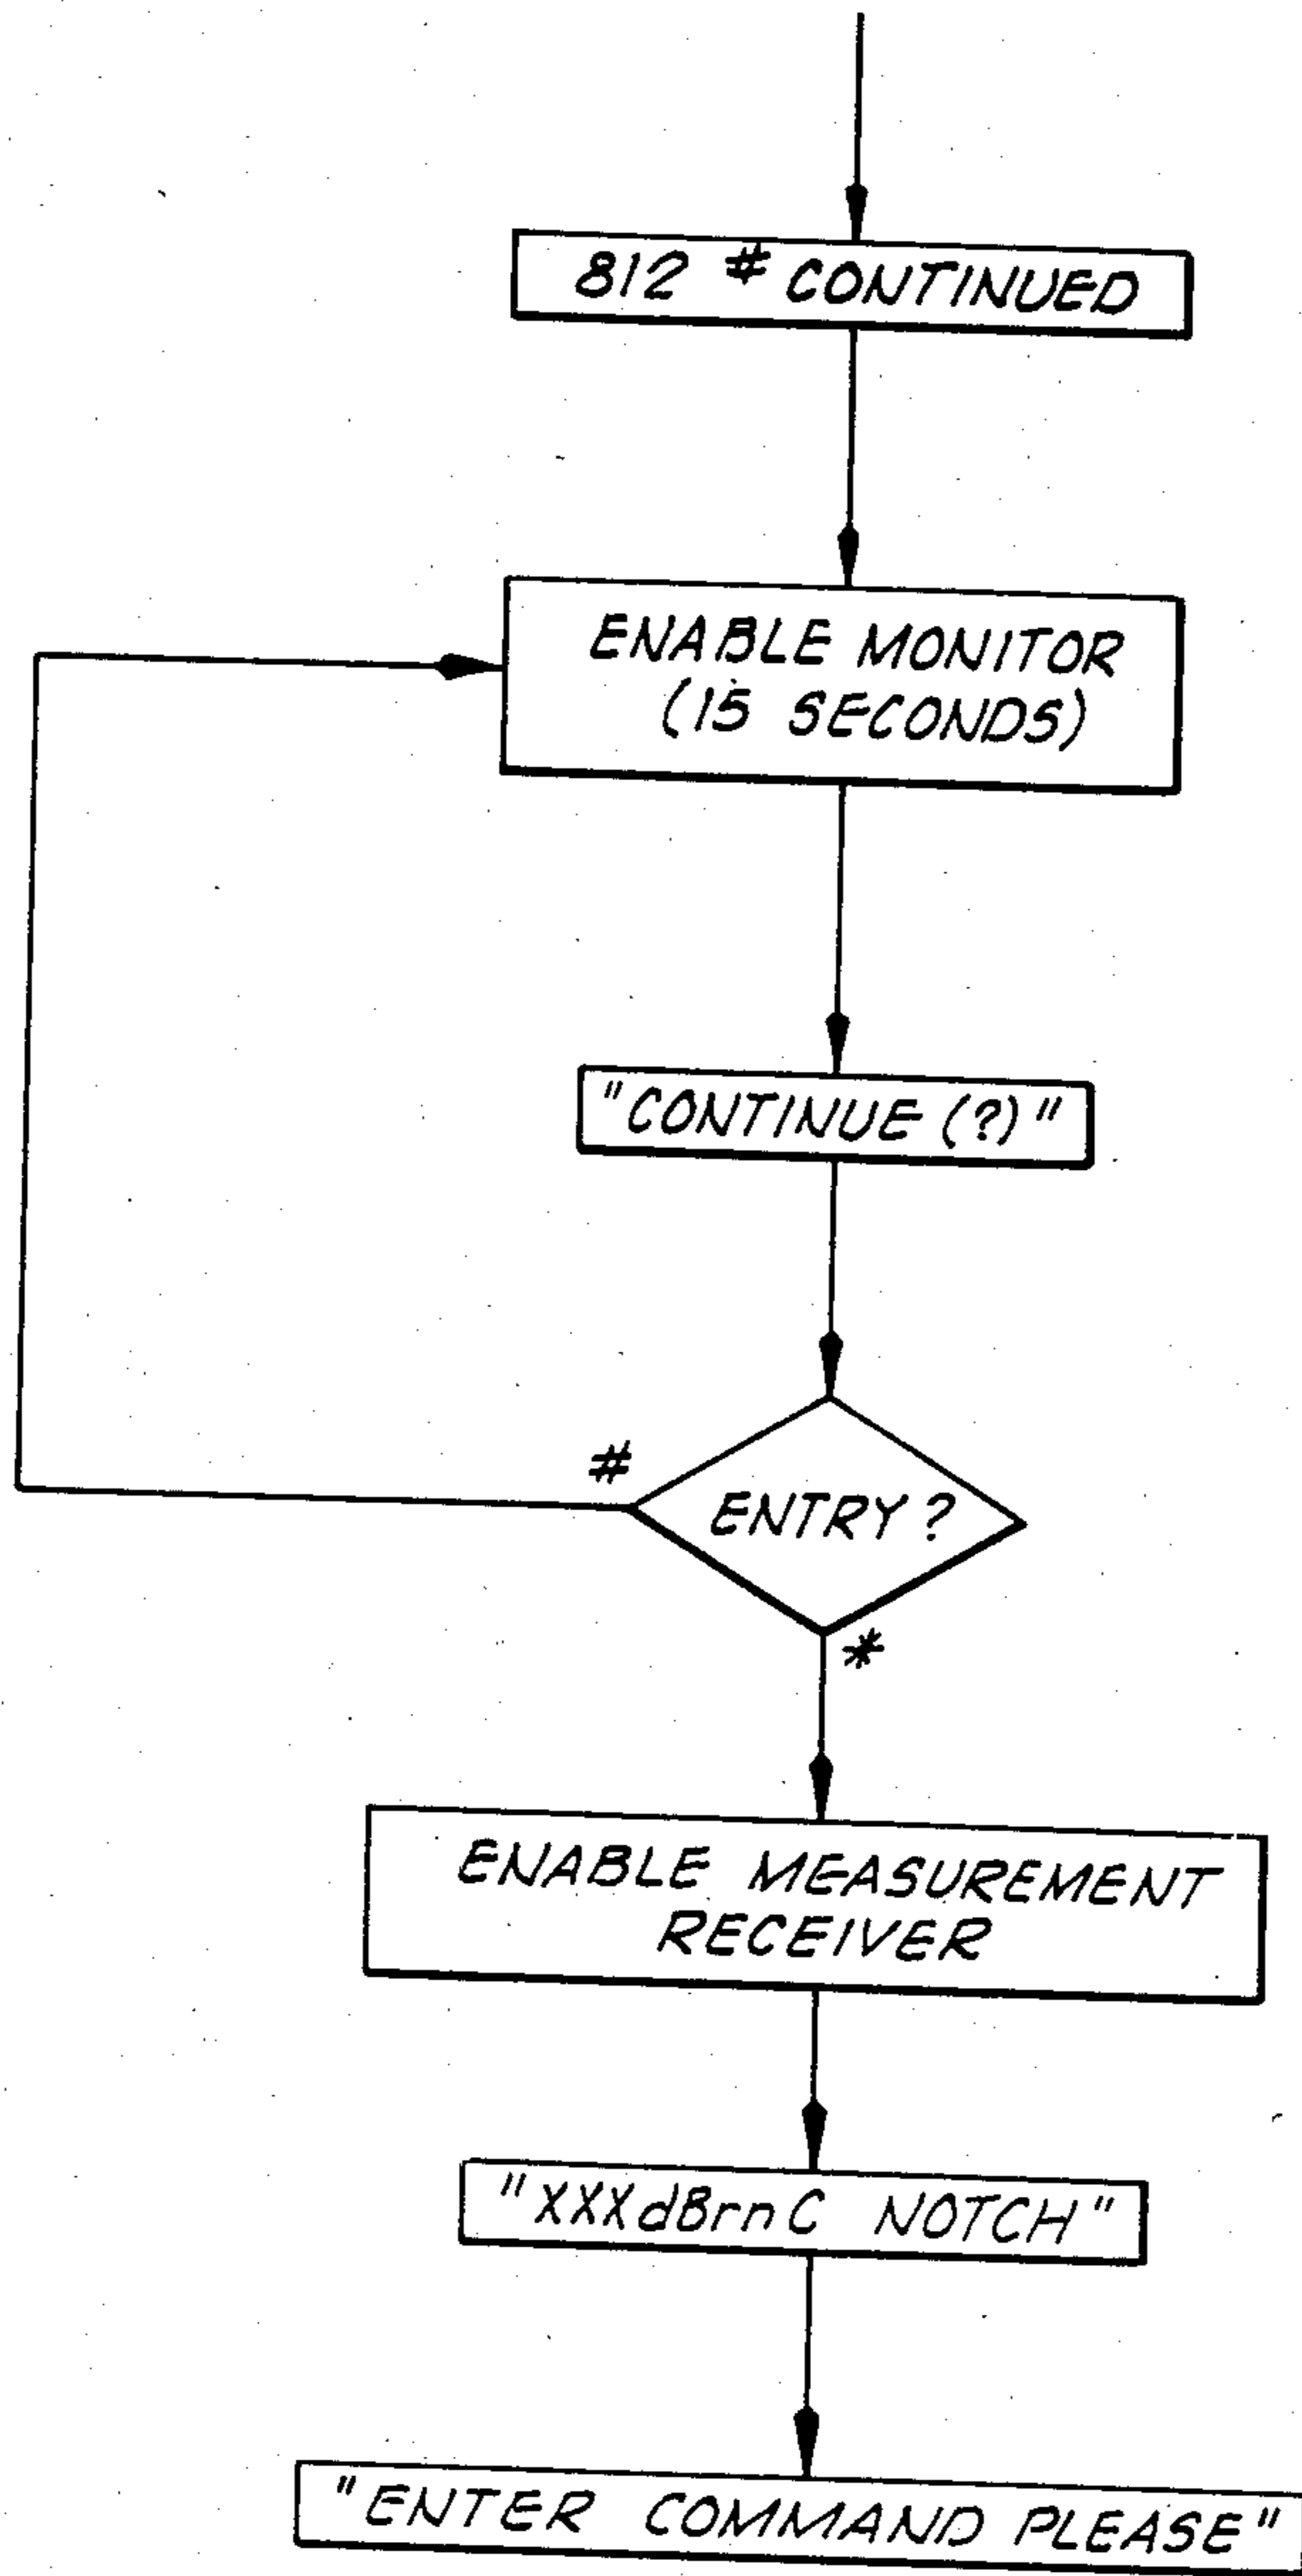 812 # CONTINUED
ENABLE MONITOR
(15 SECONDS)
"CONTINUE (?)"
#
ENTRY?
*
ENABLE MEASUREMENT
RECEIVER
"XXXdBrnC NOTCH"
"ENTER COMMAND PLEASE"